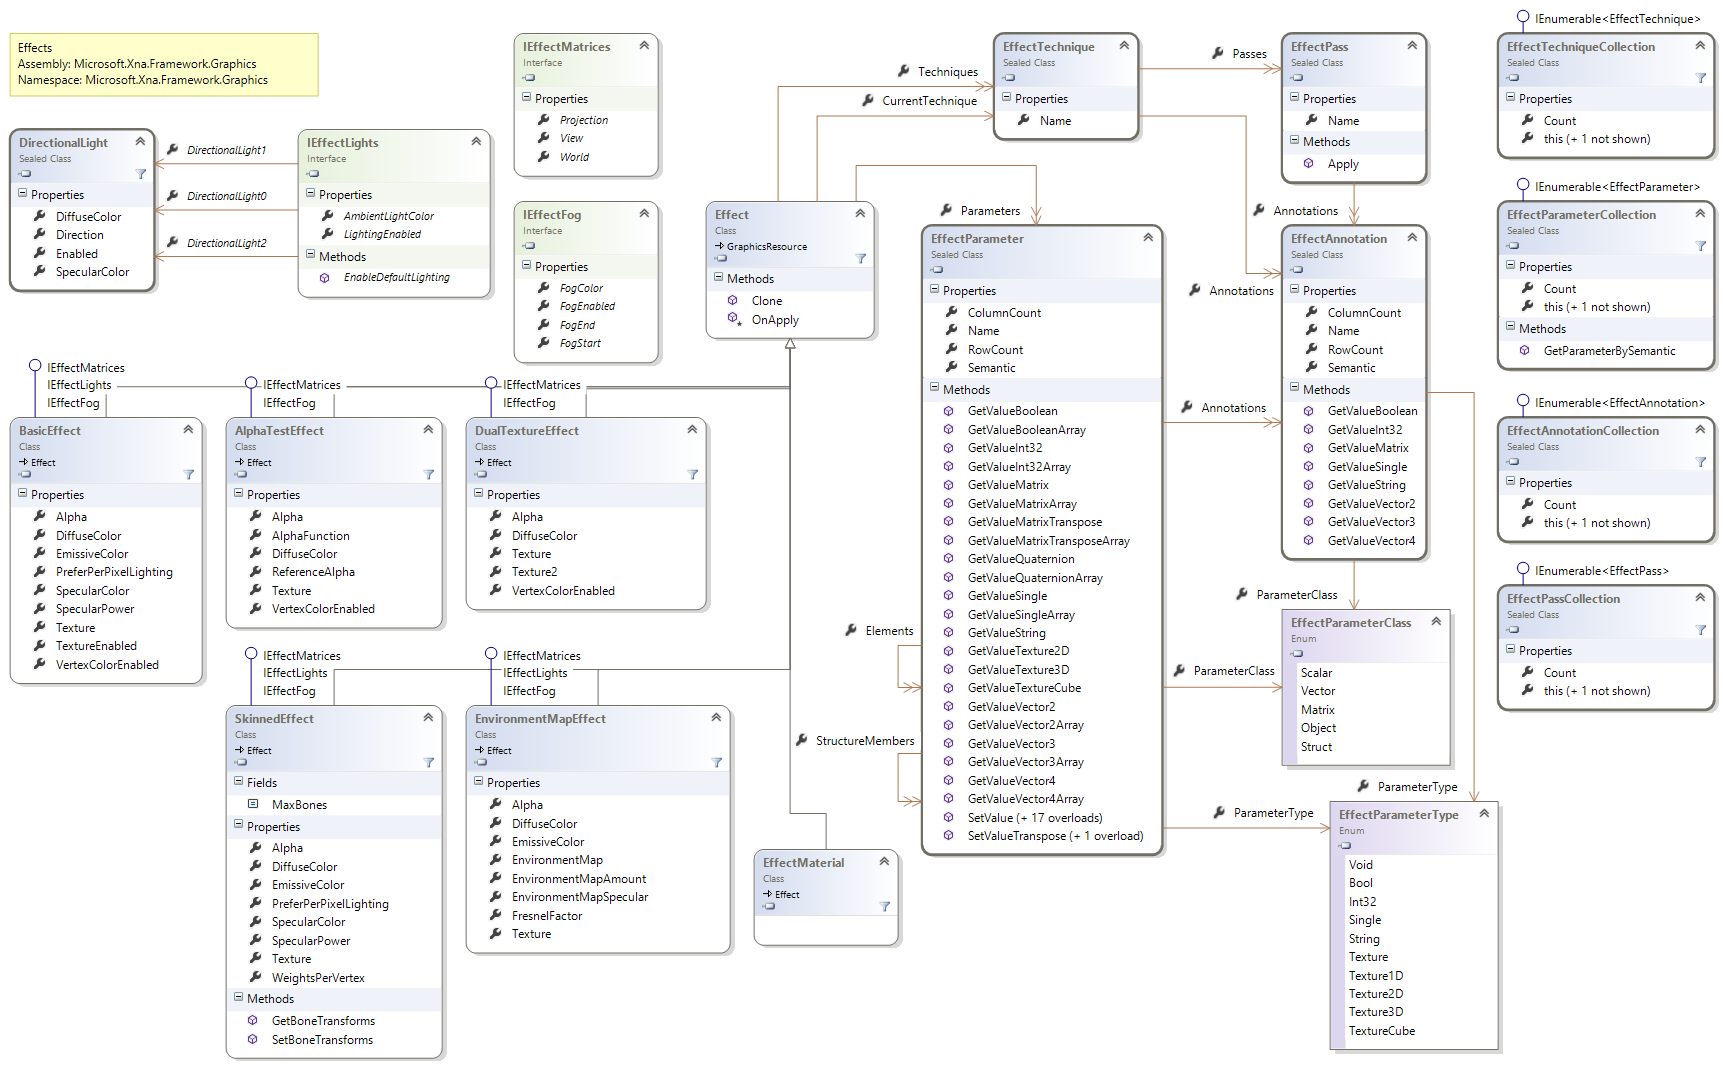 Effects
Assembly: Microsoft.Xna.Framework.Graphics
Namespace: Microsoft.Xna.Framework.Graphics
DirectionalLight
Sealed Class
Properties
DiffuseColor
Direction
Enabled
SpecularColor
DirectionalLight1
DirectionalLight0
DirectionalLight2
IEffectLights
Interface
Properties
AmbientLightColor
LightingEnabled
Methods
EnableDefaultLighting
IEffectMatrices
Interface
Properties
Projection
View
World
IEffectFog
Interface
Properties
FogColor
FogEnabled
FogEnd
FogStart
Effect
Class
GraphicsResource
Methods
Clone
OnApply
Techniques
CurrentTechnique
Parameters
EffectTechnique
Sealed Class
Properties
Name
Passes
EffectPass
Sealed Class
Properties
Name
Methods
Apply
Annotations
Annotations
Annotations
EffectParameter
Sealed Class
Properties
ColumnCount
Name
RowCount
Semantic
Methods
GetValueBoolean
GetValueBooleanArray
GetValueInt32
GetValueInt32Array
GetValueMatrix
GetValueMatrixArray
GetValueMatrixTranspose
GetValueMatrixTransposeArray
GetValueQuaternion
GetValueQuaternionArray
GetValueSingle
GetValueSingleArray
GetValueString
GetValueTexture2D
GetValueTexture3D
GetValueTextureCube
GetValueVector2
GetValueVector2Array
GetValueVector3
GetValueVector3Array
GetValueVector4
GetValueVector4Array
SetValue (+ 17 overloads)
SetValueTranspose (+ 1 overload)
Elements
StructureMembers
EffectAnnotation
Sealed Class
Properties
ColumnCount
Name
RowCount
Semantic
Methods
GetValueBoolean
GetValueInt32
GetValueMatrix
GetValueSingle
GetValueString
GetValueVector2
GetValueVector3
GetValueVector4
ParameterClass
ParameterClass
EffectParameterClass
Enum
Scalar
Vector
Matrix
Object
Struct
ParameterType
ParameterType
EffectParameterType
Enum
Void
Bool
Int32
Single
String
Texture
Texture1D
Texture2D
Texture3D
TextureCube
IEnumerable<EffectTechnique>
EffectTechniqueCollection
Sealed Class
Properties
Count
this (+ 1 not shown)
IEnumerable<EffectParameter>
EffectParameterCollection
Sealed Class
Properties
Count
this (+ 1 not shown)
Methods
GetParameterBySemantic
IEnumerable<EffectAnnotation>
EffectAnnotationCollection
Sealed Class
Properties
Count
this (+ 1 not shown)
IEnumerable<EffectPass>
EffectPassCollection
Sealed Class
Properties
Count
this (+ 1 not shown)
IEffectMatrices
IEffectLights
IEffectFog
BasicEffect
Class
Effect
Properties
Alpha
DiffuseColor
EmissiveColor
PreferPerPixelLighting
SpecularColor
SpecularPower
Texture
TextureEnabled
VertexColorEnabled
IEffectMatrices
IEffectFog
AlphaTestEffect
Class
Effect
Properties
Alpha
AlphaFunction
DiffuseColor
ReferenceAlpha
Texture
VertexColorEnabled
IEffectMatrices
IEffectFog
DualTextureEffect
Class
Effect
Properties
Alpha
DiffuseColor
Texture
Texture2
VertexColorEnabled
IEffectMatrices
IEffectLights
IEffectFog
SkinnedEffect
Class
Effect
Fields
MaxBones
Properties
Alpha
DiffuseColor
EmissiveColor
PreferPerPixelLighting
SpecularColor
SpecularPower
Texture
WeightsPerVertex
Methods
GetBoneTransforms
SetBoneTransforms
IEffectMatrices
IEffectLights
IEffectFog
EnvironmentMapEffect
Class
Effect
Properties
Alpha
DiffuseColor
EmissiveColor
EnvironmentMap
EnvironmentMapAmount
EnvironmentMapSpecular
FresnelFactor
Texture
EffectMaterial
Class
Effect